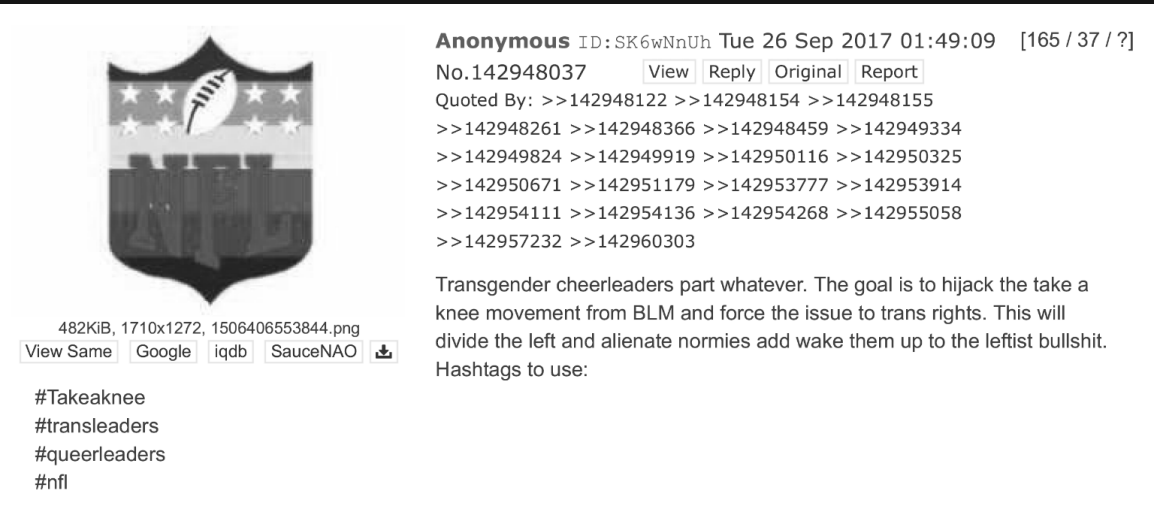 Anonymous ID:SK6wNnUh Tue 26 Sep 2017 01:49:09 [165 / 37 / ?]
No.142948037 View Reply Original Report
Quoted By: >>142948122 >>142948154 >>142948155
>>142948261 >>142948366 >>142948459 >>142949334
>>142949824 >>142949919 >>142950116 >>142950325
>>142950671 >>142951179 >>142953777 >>142953914
>>142954111 >>142954136 >>142954268 >>142955058
>>142957232 >>142960303
Transgender cheerleaders part whatever. The goal is to hijack the take a
knee movement from BLM and force the issue to trans rights. This will
divide the left and alienate normies add wake them up to the leftist bullshit.
Hashtags to use:
NFL
482KiB, 1710x1272, 1506406553844.png
View Same Google iqdb SauceNAO
#Takeaknee
#transleaders
#queerleaders
#nfl